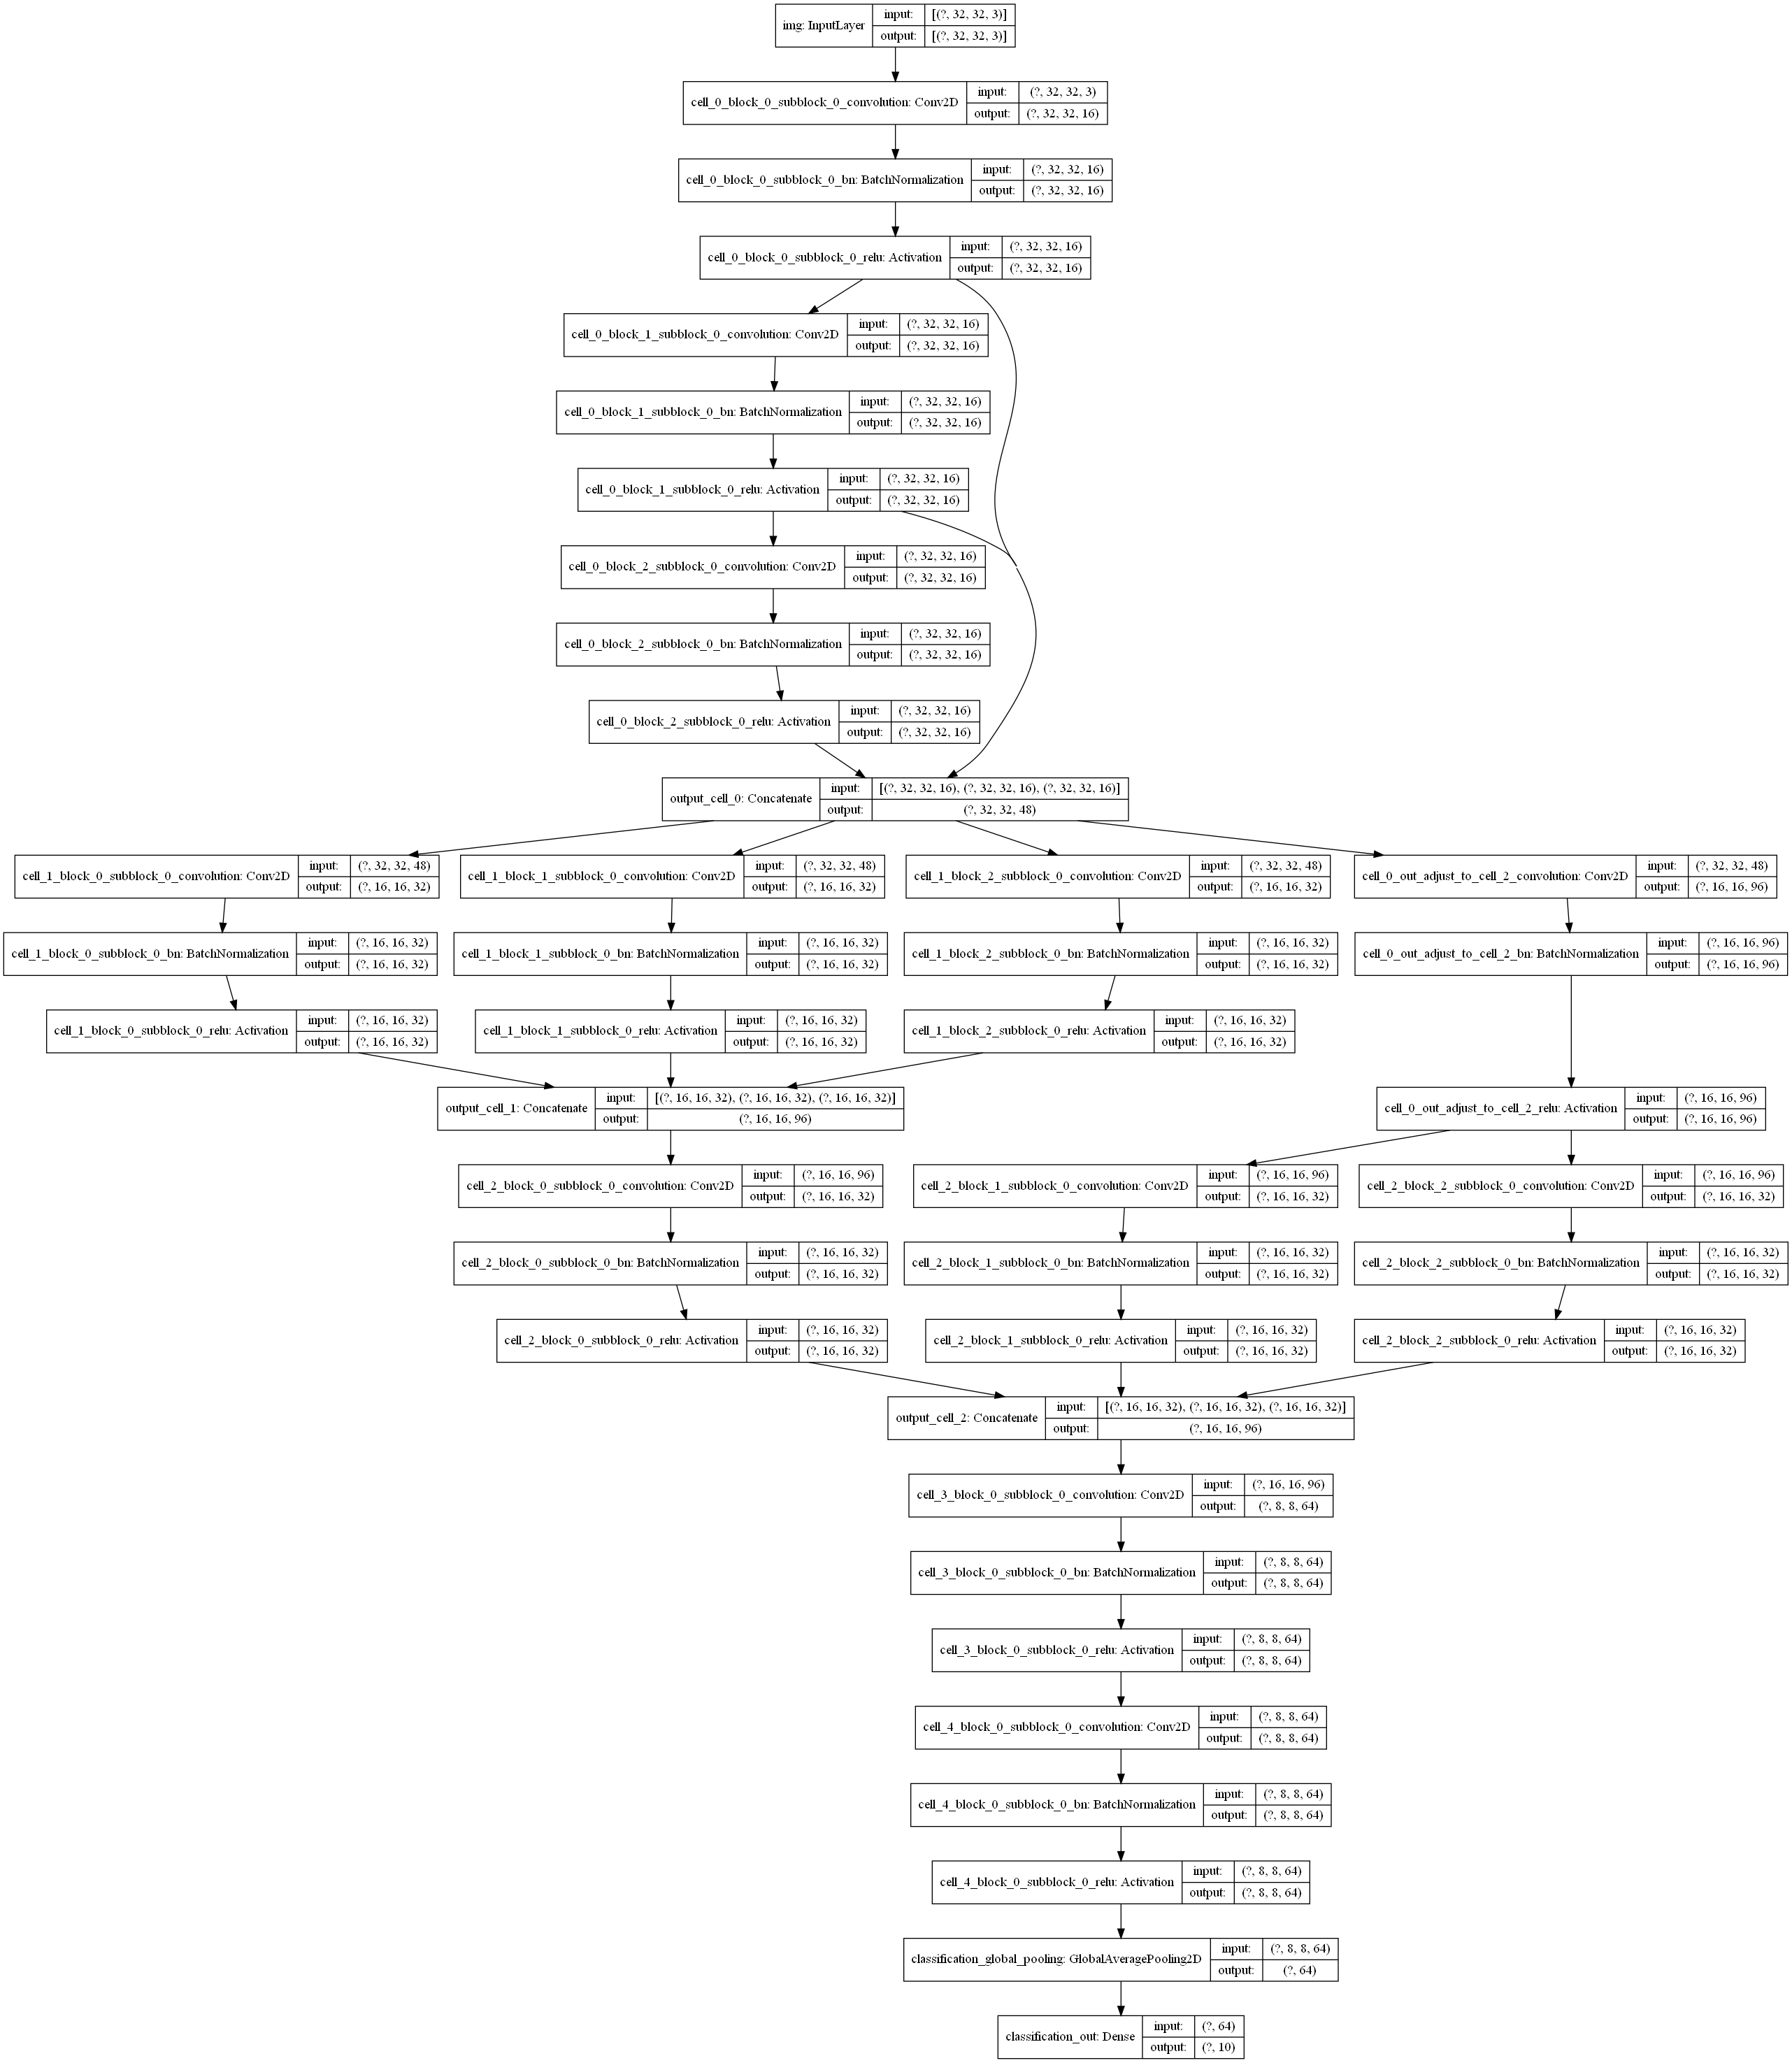 img: InputLayer
input: [(?, 32, 32, 3)]
output: [(?, 32, 32, 3)]
cell_0_block_0_subblock_0_convolution: Conv2D
input: (?, 32, 32, 3)
output: (?, 32, 32, 16)
cell_0_block_0_subblock_0_bn: BatchNormalization
input: (?, 32, 32, 16)
output: (?, 32, 32, 16)
cell_0_block_0_subblock_0_relu: Activation
input: (?, 32, 32, 16)
output: (?, 32, 32, 16)
cell_0_block_1_subblock_0_convolution: Conv2D
input: (?, 32, 32, 16)
output: (?, 32, 32, 16)
cell_0_block_1_subblock_0_bn: BatchNormalization
input: (?, 32, 32, 16)
output: (?, 32, 32, 16)
cell_0_block_1_subblock_0_relu: Activation
input: (?, 32, 32, 16)
output: (?, 32, 32, 16)
cell_0_block_2_subblock_0_convolution: Conv2D
input: (?, 32, 32, 16)
output: (?, 32, 32, 16)
cell_0_block_2_subblock_0_bn: BatchNormalization
input: (?, 32, 32, 16)
output: (?, 32, 32, 16)
cell_0_block_2_subblock_0_relu: Activation
input: (?, 32, 32, 16)
output: (?, 32, 32, 16)
output_cell_0: Concatenate
input: [(?, 32, 32, 16), (?, 32, 32, 16), (?, 32, 32, 16)]
output: (?, 32, 32, 48)
cell_1_block_0_subblock_0_convolution: Conv2D
input: (?, 32, 32, 48)
output: (?, 16, 16, 32)
cell_1_block_1_subblock_0_convolution: Conv2D
input: (?, 32, 32, 48)
output: (?, 16, 16, 32)
cell_1_block_2_subblock_0_convolution: Conv2D
input: (?, 32, 32, 48)
output: (?, 16, 16, 32)
cell_0_out_adjust_to_cell_2_convolution: Conv2D
input: (?, 32, 32, 48)
output: (?, 16, 16, 96)
cell_1_block_0_subblock_0_bn: BatchNormalization
input: (?, 16, 16, 32)
output: (?, 16, 16, 32)
cell_1_block_1_subblock_0_bn: BatchNormalization
input: (?, 16, 16, 32)
output: (?, 16, 16, 32)
cell_1_block_2_subblock_0_bn: BatchNormalization
input: (?, 16, 16, 32)
output: (?, 16, 16, 32)
cell_0_out_adjust_to_cell_2_bn: BatchNormalization
input: (?, 16, 16, 96)
output: (?, 16, 16, 96)
cell_1_block_0_subblock_0_relu: Activation
input: (?, 16, 16, 32)
output: (?, 16, 16, 32)
cell_1_block_1_subblock_0_relu: Activation
input: (?, 16, 16, 32)
output: (?, 16, 16, 32)
cell_1_block_2_subblock_0_relu: Activation
input: (?, 16, 16, 32)
output: (?, 16, 16, 32)
output_cell_1: Concatenate
input: [(?, 16, 16, 32), (?, 16, 16, 32), (?, 16, 16, 32)]
output: (?, 16, 16, 96)
cell_0_out_adjust_to_cell_2_relu: Activation
input: (?, 16, 16, 96)
output: (?, 16, 16, 96)
cell_2_block_0_subblock_0_convolution: Conv2D
input: (?, 16, 16, 96)
output: (?, 16, 16, 32)
cell_2_block_1_subblock_0_convolution: Conv2D
input: (?, 16, 16, 96)
output: (?, 16, 16, 32)
cell_2_block_2_subblock_0_convolution: Conv2D
input: (?, 16, 16, 96)
output: (?, 16, 16, 32)
cell_2_block_0_subblock_0_bn: BatchNormalization
input: (?, 16, 16, 32)
output: (?, 16, 16, 32)
cell_2_block_1_subblock_0_bn: BatchNormalization
input: (?, 16, 16, 32)
output: (?, 16, 16, 32)
cell_2_block_2_subblock_0_bn: BatchNormalization
input: (?, 16, 16, 32)
output: (?, 16, 16, 32)
cell_2_block_0_subblock_0_relu: Activation
input: (?, 16, 16, 32)
output: (?, 16, 16, 32)
cell_2_block_1_subblock_0_relu: Activation
input: (?, 16, 16, 32)
output: (?, 16, 16, 32)
cell_2_block_2_subblock_0_relu: Activation
input: (?, 16, 16, 32)
output: (?, 16, 16, 32)
output_cell_2: Concatenate
input: [(?, 16, 16, 32), (?, 16, 16, 32), (?, 16, 16, 32)]
output: (?, 16, 16, 96)
cell_3_block_0_subblock_0_convolution: Conv2D
input: (?, 16, 16, 96)
output: (?, 8, 8, 64)
cell_3_block_0_subblock_0_bn: BatchNormalization
input: (?, 8, 8, 64)
output: (?, 8, 8, 64)
cell_3_block_0_subblock_0_relu: Activation
input: (?, 8, 8, 64)
output: (?, 8, 8, 64)
cell_4_block_0_subblock_0_convolution: Conv2D
input: (?, 8, 8, 64)
output: (?, 8, 8, 64)
cell_4_block_0_subblock_0_bn: BatchNormalization
input: (?, 8, 8, 64)
output: (?, 8, 8, 64)
cell_4_block_0_subblock_0_relu: Activation
input: (?, 8, 8, 64)
output: (?, 8, 8, 64)
classification_global_pooling: GlobalAveragePooling2D
input: (?, 8, 8, 64)
output: (?, 64)
classification_out: Dense
input: (?, 64)
output: (?, 10)